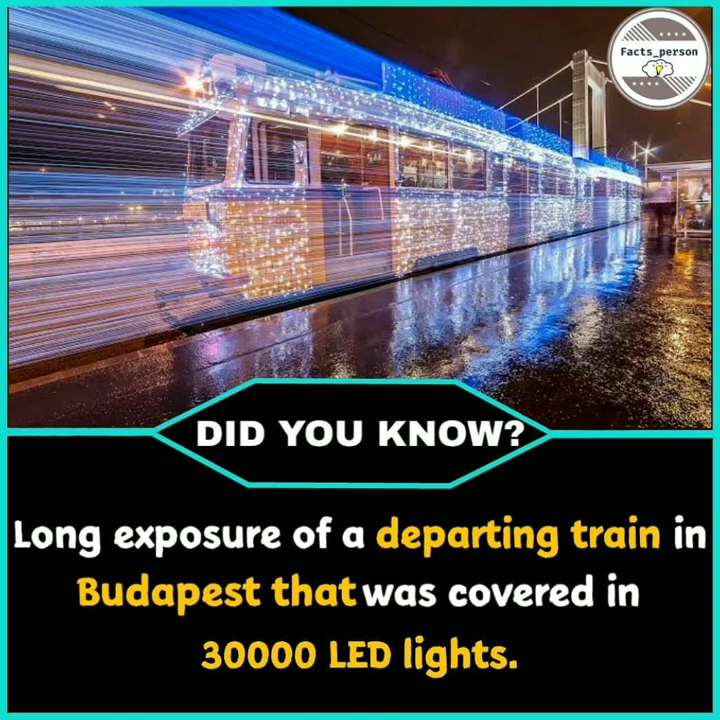 Facts_person
DID YOU KNOW?
Long exposure of a departing train in
Budapest that was covered in
30000 LED lights.